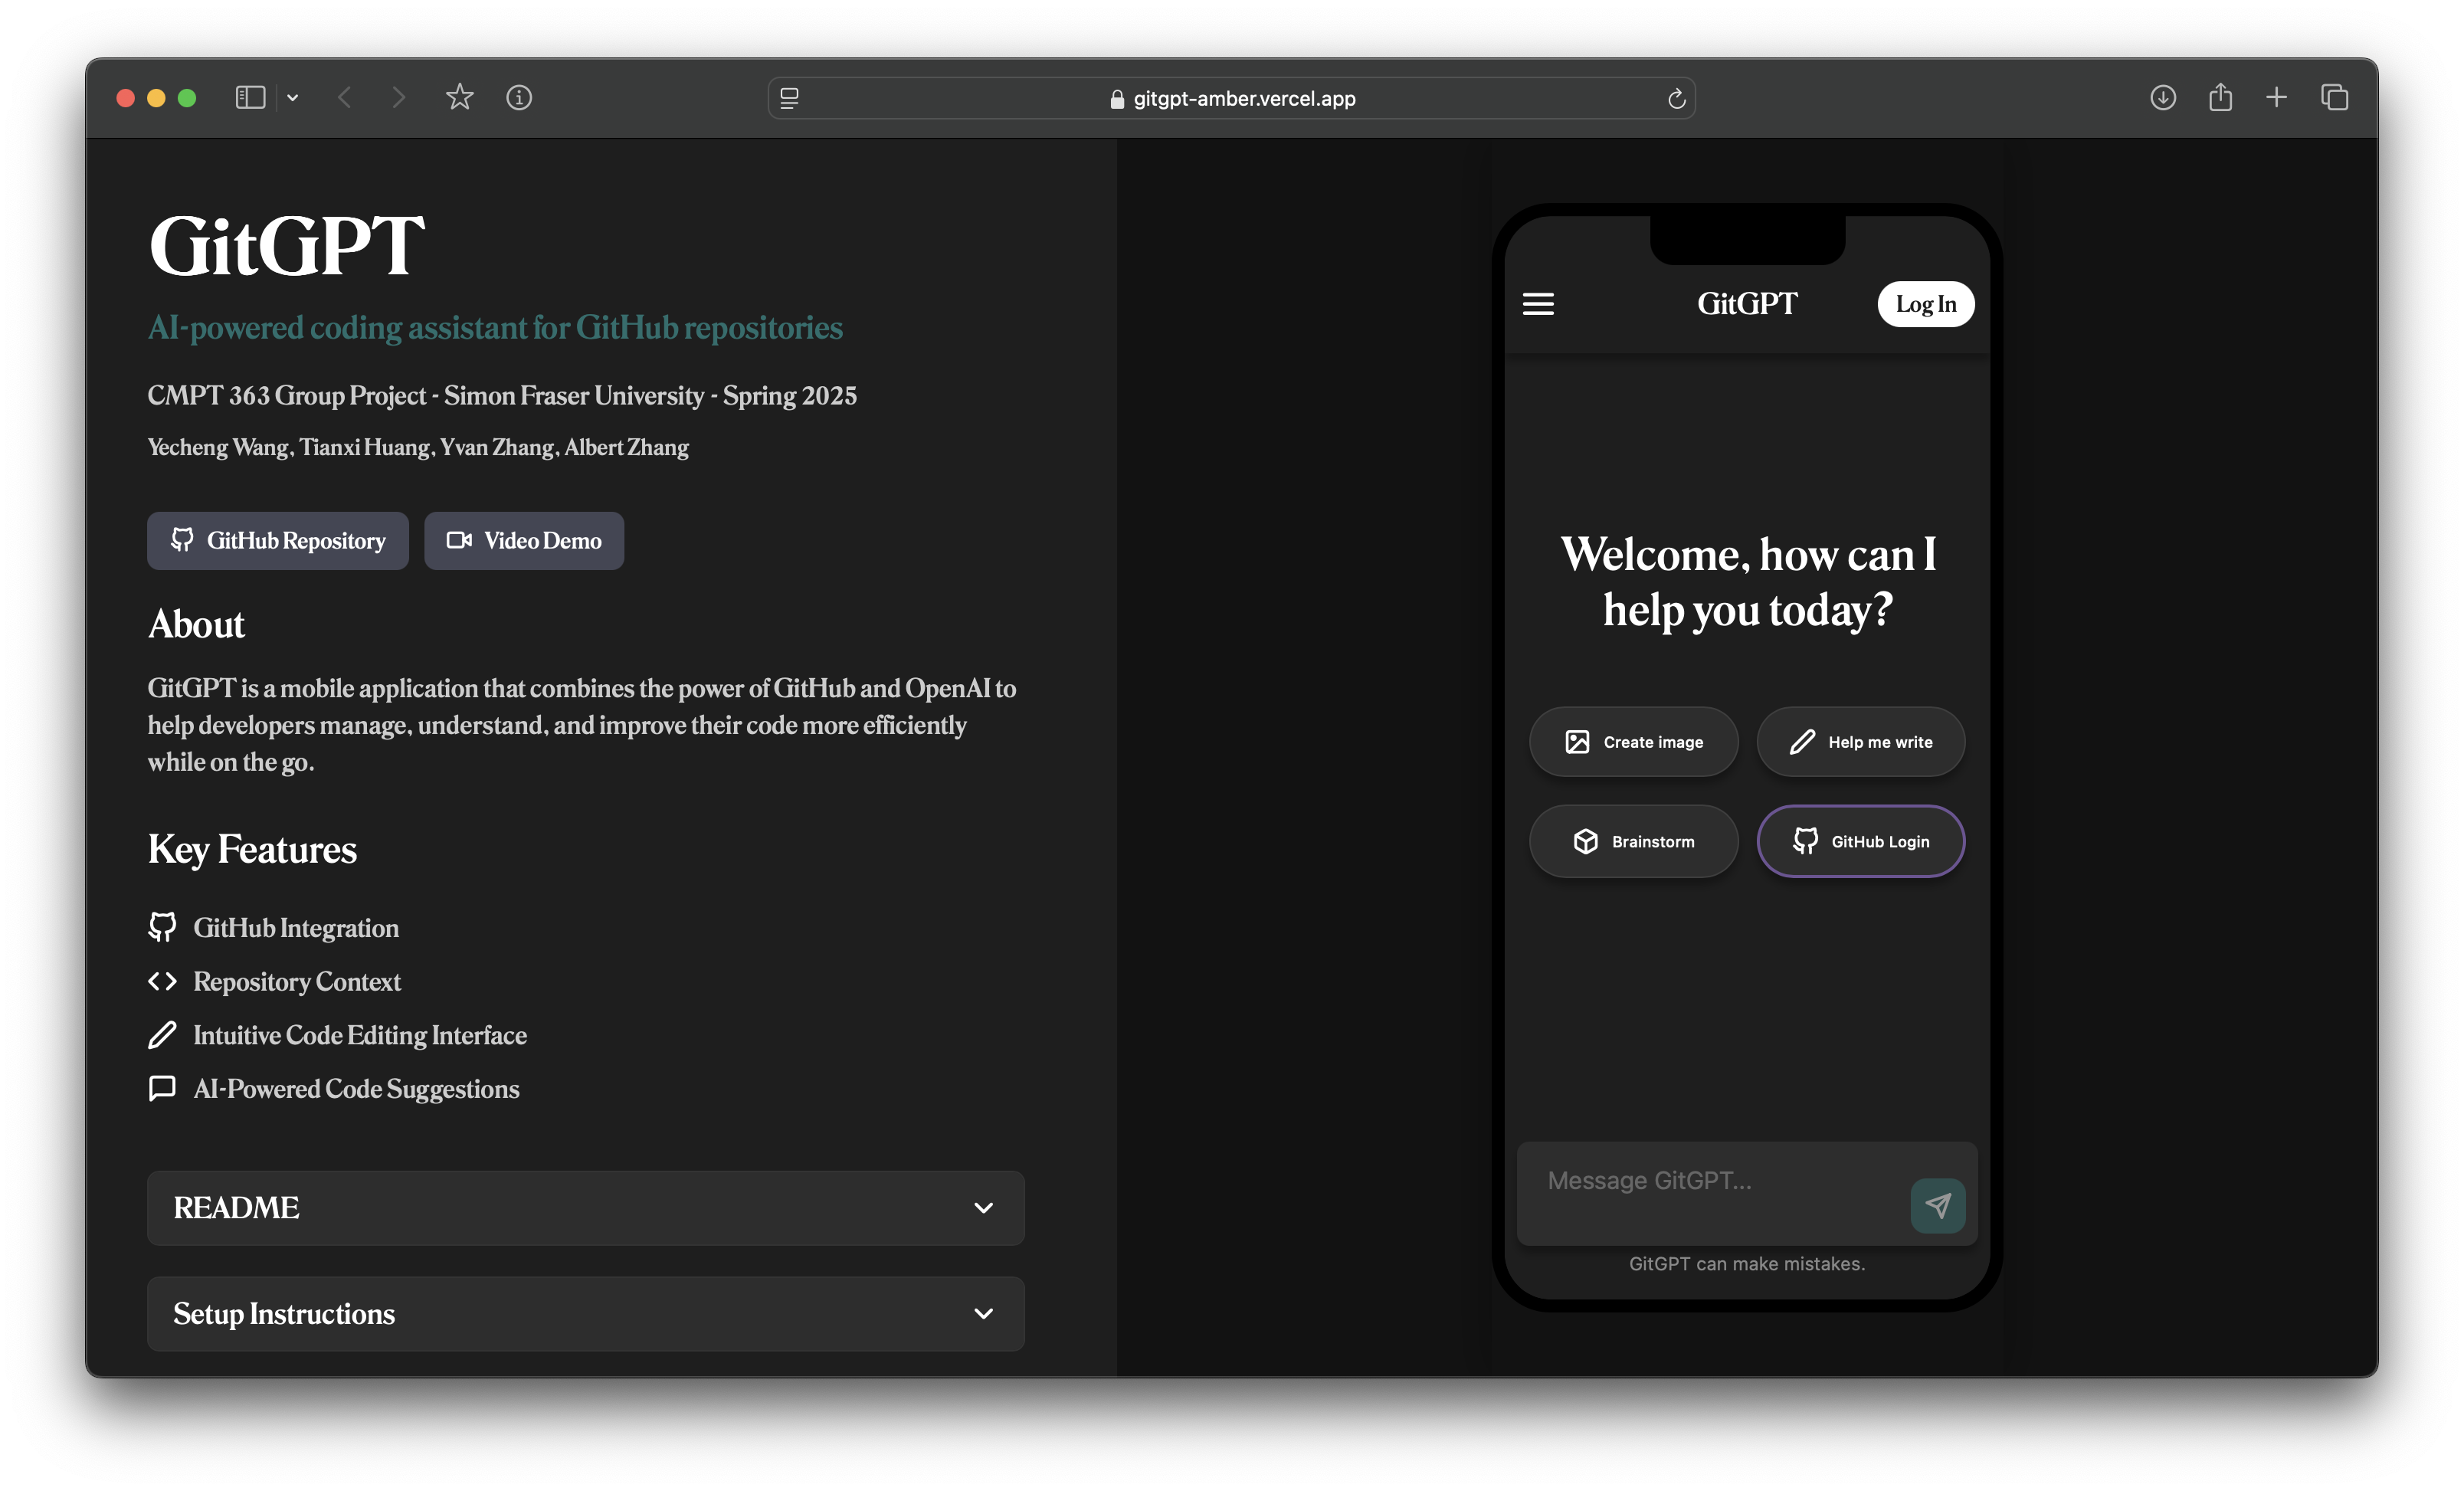 gitgpt-amber.vercel.app
GitGPT
AI-powered coding assistant for GitHub repositories
CMPT 363 Group Project - Simon Fraser University - Spring 2025
Yecheng Wang, Tianxi Huang, Yvan Zhang, Albert Zhang
GitHub Repository
Video Demo
About
GitGPT is a mobile application that combines the power of GitHub and OpenAI to
help developers manage, understand, and improve their code more efficiently
while on the go.
Key Features
GitHub Integration
Repository Context
Intuitive Code Editing Interface
AI-Powered Code Suggestions
README
Setup Instructions
GitGPT
Log In
Welcome, how can I
help you today?
Create image
Help me write
Brainstorm
GitHub Login
Message GitGPT...
GitGPT can make mistakes.